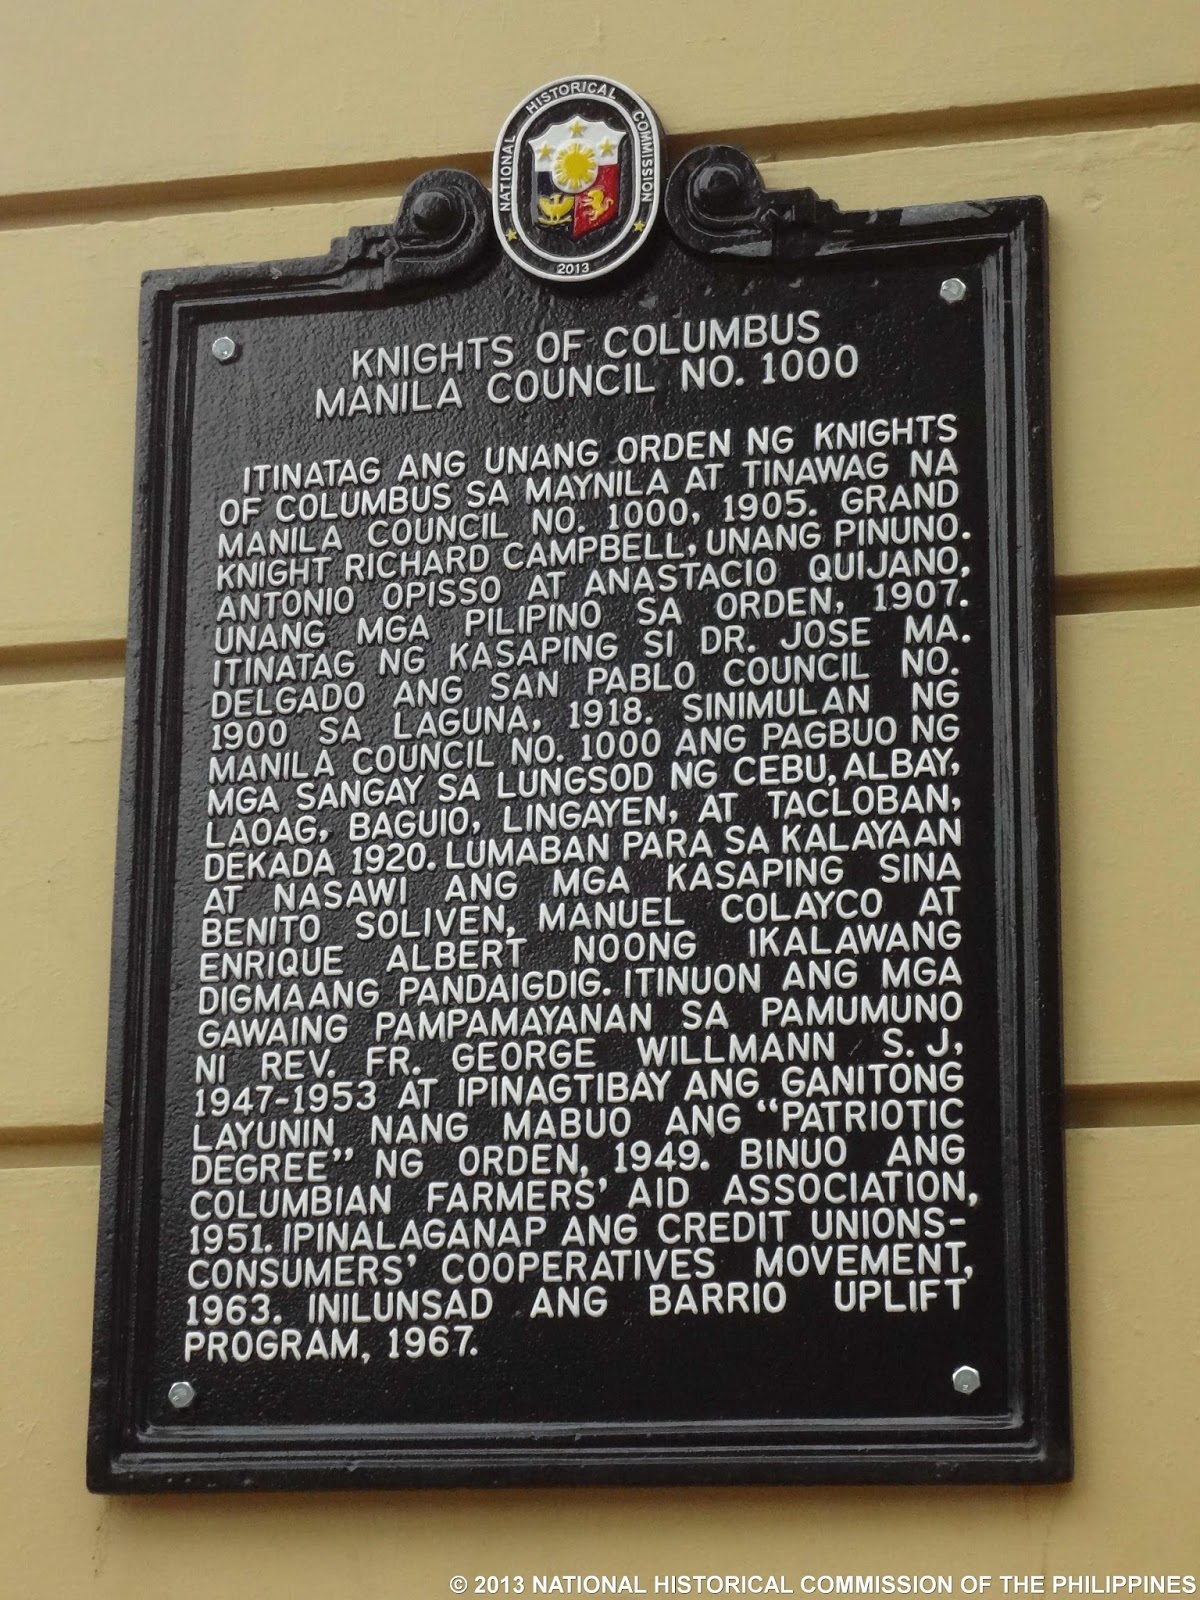 NATIONAL HISTORICAL COMMISSION
2013
KNIGHTS OF COLUMBUS
MANILA COUNCIL NO. 1000
ITINATAG ANG UNANG ORDEN NG KNIGHTS
OF COLUMBUS SA MAYNILA AT TINAWAG NA
MANILA COUNCIL NO. 1000, 1905. GRAND
KNIGHT RICHARD CAMPBELL, UNANG PINUNO.
ANTONIO OPISSO AT ANASTACIO QUIJANO,
UNANG MGA PILIPINO SA ORDEN, 1907.
ITINATAG NG KASAPING SI DR. JOSE MA.
DELGADO ANG SAN PABLO COUNCIL NO.
1900 SA LAGUNA, 1918. SINIMULAN NG
MANILA COUNCIL NO. 1000 ANG PAGBUO NG
MGA SANGAY SA LUNGSOD NG CEBU, ALBAY,
LAOAG, BAGUIO, LINGAYEN, AT TACLOBAN,
DEKADA 1920. LUMABAN PARA SA KALAYAAN
AT NASAWI ANG MGA KASAPING SINA
BENITO SOLIVEN, MANUEL COLAYCO AT
ENRIQUE ALBERT NOONG IKALAWANG
DIGMAANG PANDAIGDIG. ITINUON ANG MGA
GAWAING PAMPAMAYANAN SA PAMUMUNO
NI REV. FR. GEORGE WILLMANN S.J,
1947-1953 AT IPINAGTIBAY ANG GANITONG
LAYUNIN NANG MABUO ANG "PATRIOTIC
DEGREE" NG ORDEN, 1949. BINUO ANG
COLUMBIAN FARMERS' AID ASSOCIATION,
1951. IPINALAGANAP ANG CREDIT UNIONS-
CONSUMERS' COOPERATIVES MOVEMENT,
1963. INILUNSAD ANG BARRIO UPLIFT
PROGRAM, 1967.
© 2013 NATIONAL HISTORICAL COMMISSION OF THE PHILIPPINES